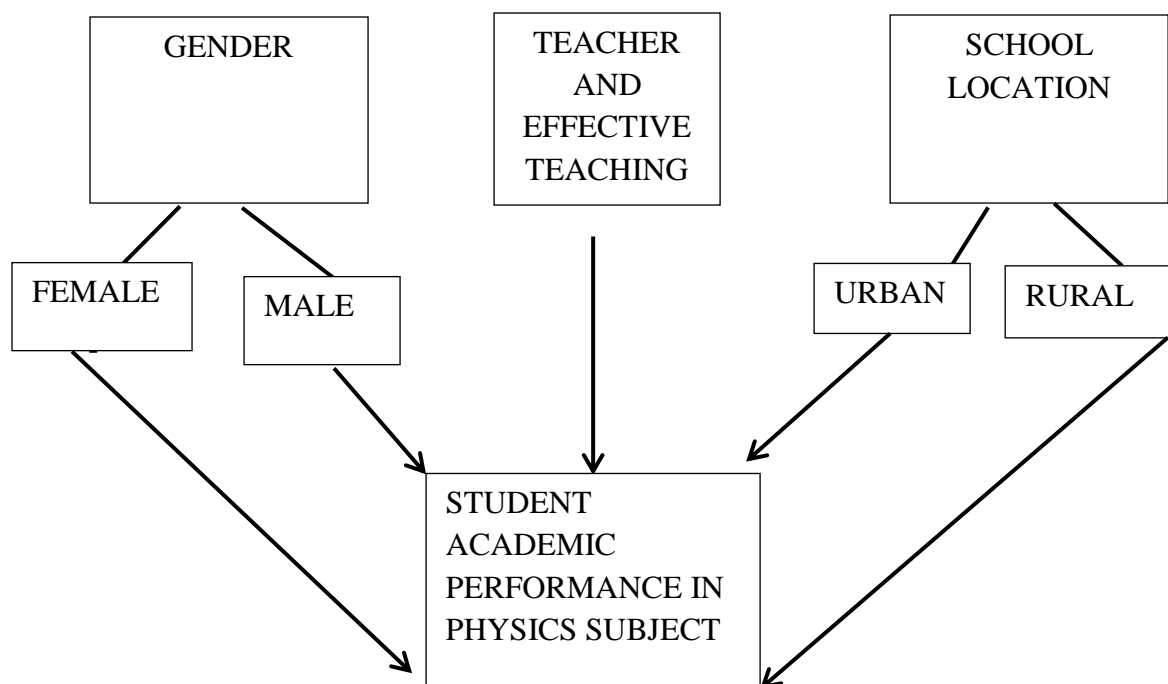 GENDER
TEACHER
AND
EFFECTIVE
TEACHING
SCHOOL
LOCATION
FEMALE
MALE
URBAN
RURAL
STUDENT
ACADEMIC
PERFORMANCE IN
PHYSICS SUBJECT